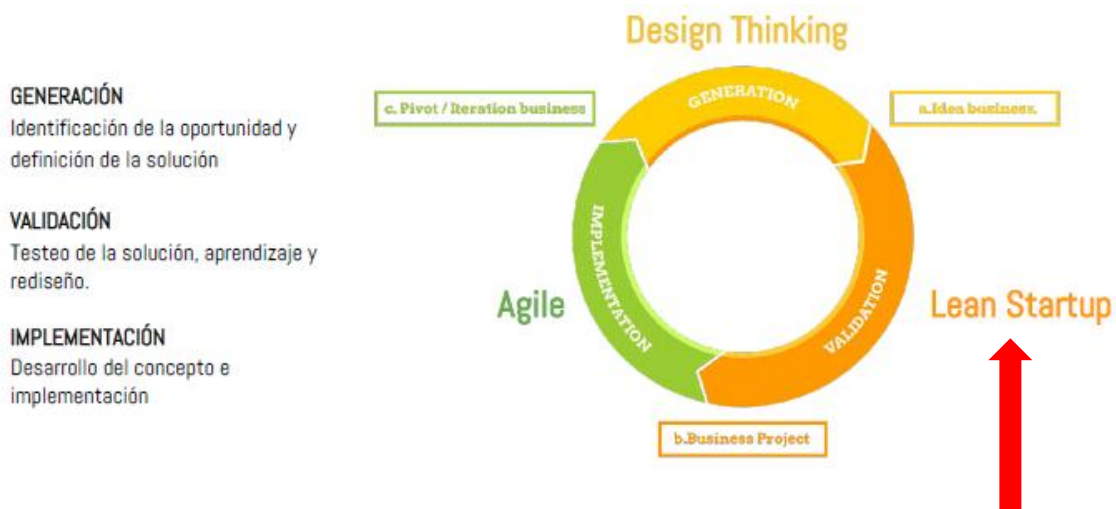 Design Thinking
GENERACIÓN
Identificación de la oportunidad y
definición de la solución
VALIDACIÓN
Testeo de la solución, aprendizaje y
rediseño.
IMPLEMENTACIÓN
Desarrollo del concepto e
implementación
c. Pivot / Iteration business
GENERATION
a.Idea business.
IMPLEMENTATION
Agile
VALIDATION
Lean Startup
b.Business Project